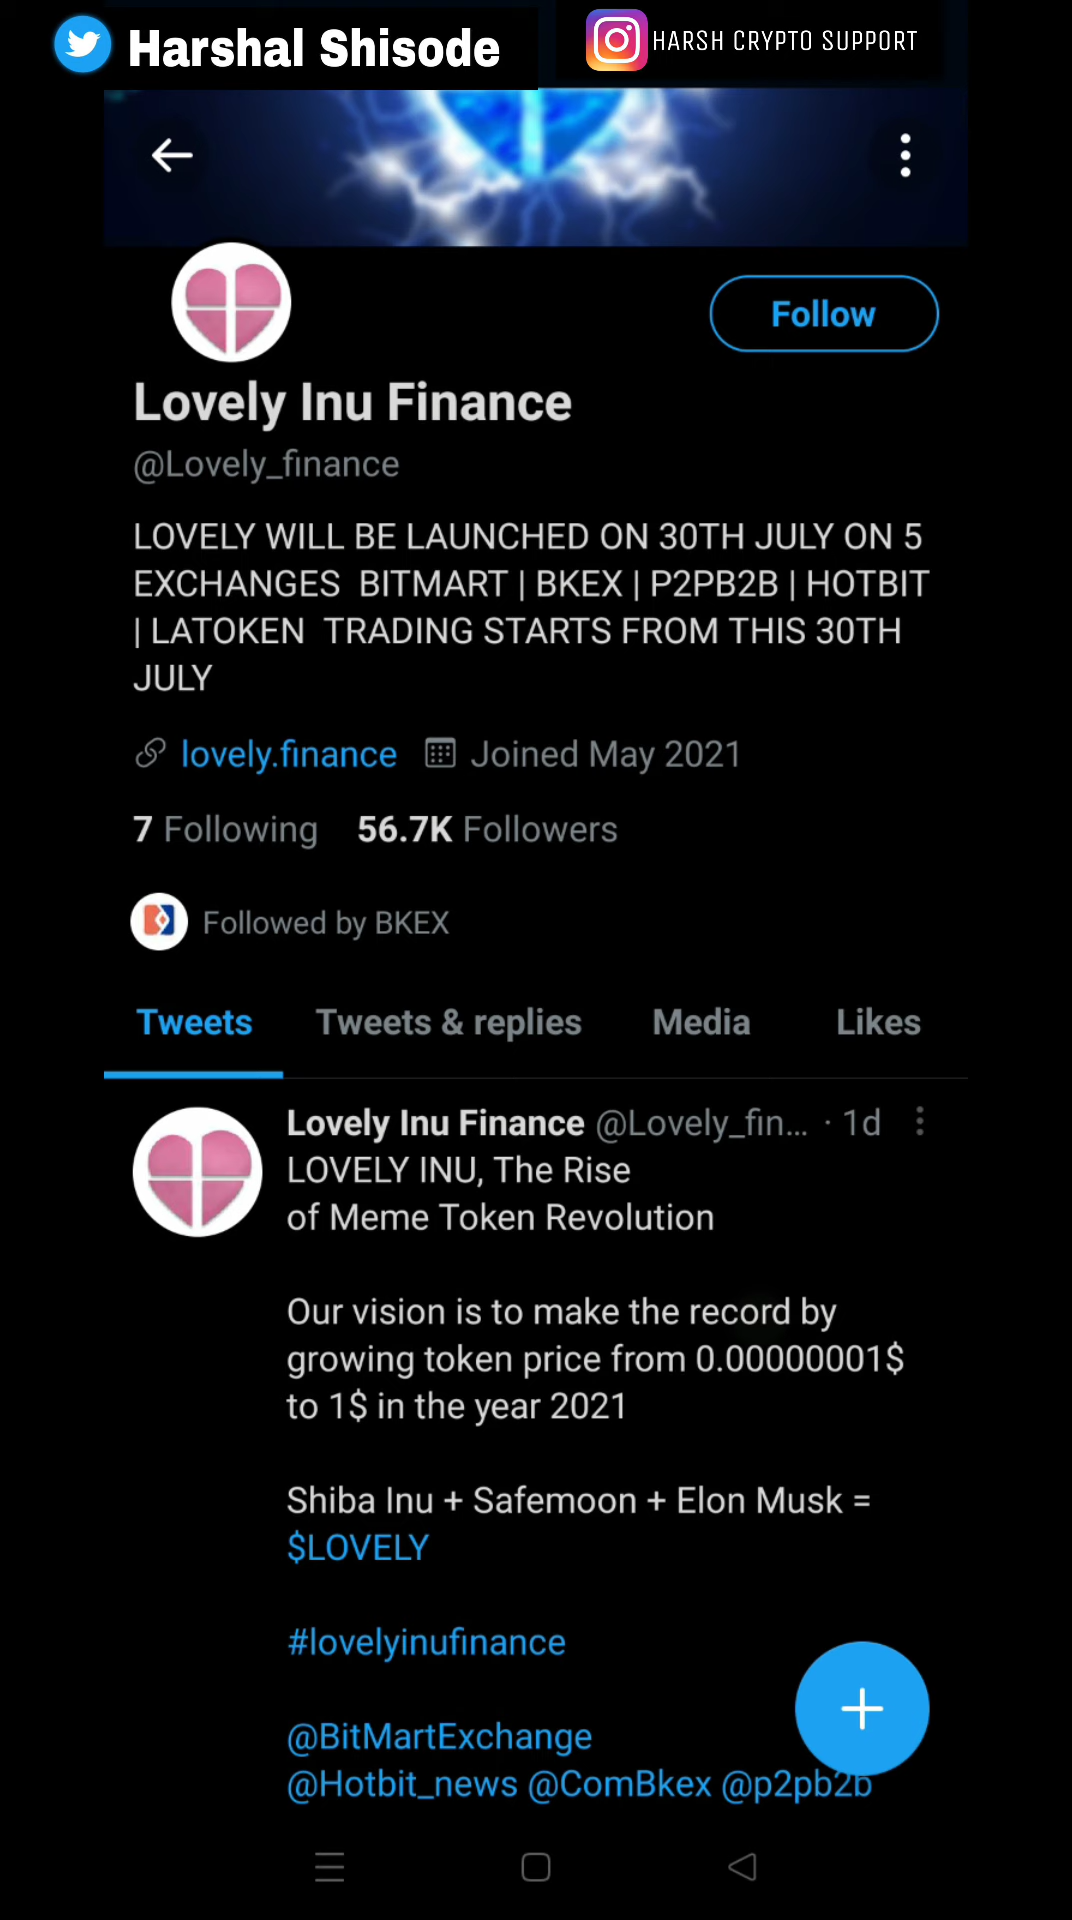 Harshal Shisode
HARSH CRYPTO SUPPORT
Follow
Lovely Inu Finance
@Lovely_finance
LOVELY WILL BE LAUNCHED ON 30TH JULY ON 5
EXCHANGES BITMART | BKEX | P2PB2B | HOTBIT
| LATOKEN TRADING STARTS FROM THIS 30TH
JULY
lovely.finance Joined May 2021
7 Following 56.7K Followers
Followed by BKEX
Tweets Tweets & replies Media Likes
Lovely Inu Finance @Lovely_fin... · 1d
LOVELY INU, The Rise
of Meme Token Revolution
Our vision is to make the record by
growing token price from 0.00000001$
to 1$ in the year 2021
Shiba Inu + Safemoon + Elon Musk =
$LOVELY
#lovelyinufinance
@BitMartExchange
@Hotbit_news @ComBkex @p2pb2b